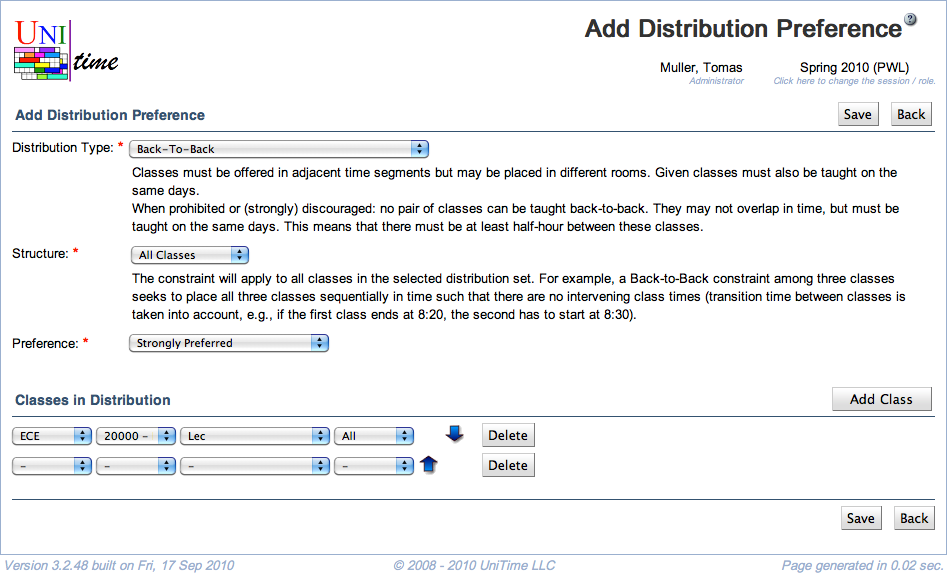 UNI
time
Add Distribution Preference ?
Muller, Tomas
Spring 2010 (PWL)
Administrator
Click here to change the session / role.
Add Distribution Preference
Save
Back
Distribution Type: *
Back-To-Back
Classes must be offered in adjacent time segments but may be placed in different rooms. Given classes must also be taught on the
same days.
When prohibited or (strongly) discouraged: no pair of classes can be taught back-to-back. They may not overlap in time, but must be
taught on the same days. This means that there must be at least half-hour between these classes.
Structure: *
All Classes
The constraint will apply to all classes in the selected distribution set. For example, a Back-to-Back constraint among three classes
seeks to place all three classes sequentially in time such that there are no intervening class times (transition time between classes is
taken into account, e.g., if the first class ends at 8:20, the second has to start at 8:30).
Preference: *
Strongly Preferred
Classes in Distribution
Add Class
ECE 20000 - Lec All Delete
- - - - Delete
Save
Back
Version 3.2.48 built on Fri, 17 Sep 2010
© 2008 - 2010 UniTime LLC
Page generated in 0.02 sec.